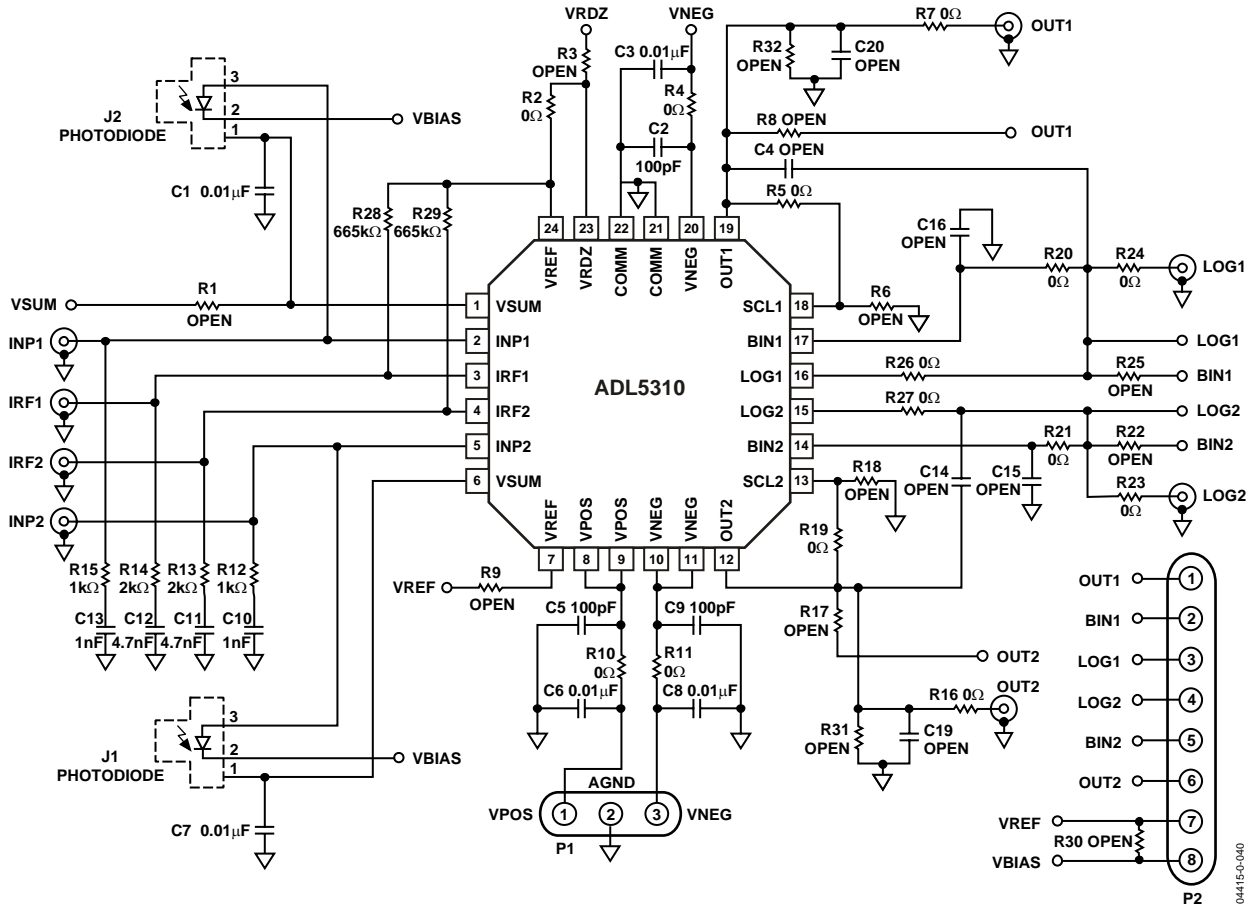 VRDZ
VNEG
R7 0Ω
OUT1
R3
OPEN
C3 0.01μF
R32
OPEN
C20
OPEN
3
2
1
J2
PHOTODIODE
VBIAS
R2
0Ω
R4
0Ω
C2
100pF
R8 OPEN
OUT1
C4 OPEN
R5 0Ω
C1 0.01μF
R28
665kΩ
R29
665kΩ
24
23
22
21
20
19
VREF
VRDZ
COMM
COMM
VNEG
OUT1
C16
OPEN
R20
0Ω
R24
0Ω
LOG1
VSUM
R1
OPEN
1
VSUM
SCL1
18
R6
OPEN
INP1
2
INP1
BIN1
17
LOG1
IRF1
3
IRF1
ADL5310
LOG1
16
R26 0Ω
R25
OPEN
BIN1
4
IRF2
LOG2
15
R27 0Ω
LOG2
IRF2
5
INP2
BIN2
14
R21
0Ω
R22
OPEN
BIN2
INP2
6
VSUM
SCL2
13
R18
OPEN
C14
OPEN
C15
OPEN
R23
0Ω
LOG2
VREF
VPOS
VPOS
VNEG
VNEG
OUT2
7
8
9
10
11
12
R19
0Ω
R15
1kΩ
R14
2kΩ
R13
2kΩ
R12
1kΩ
VREF
R9
OPEN
C13
1nF
C12
4.7nF
C11
4.7nF
C10
1nF
C5 100pF
C9 100pF
R17
OPEN
R10
0Ω
R11
0Ω
OUT2
C6 0.01μF
C8 0.01μF
R16 0Ω
OUT2
R31
OPEN
C19
OPEN
3
2
1
J1
PHOTODIODE
VBIAS
C7 0.01μF
AGND
VPOS
1
2
3
VNEG
P1
OUT1
1
BIN1
2
LOG1
3
LOG2
4
BIN2
5
OUT2
6
VREF
7
R30 OPEN
VBIAS
8
P2
04415-0-040